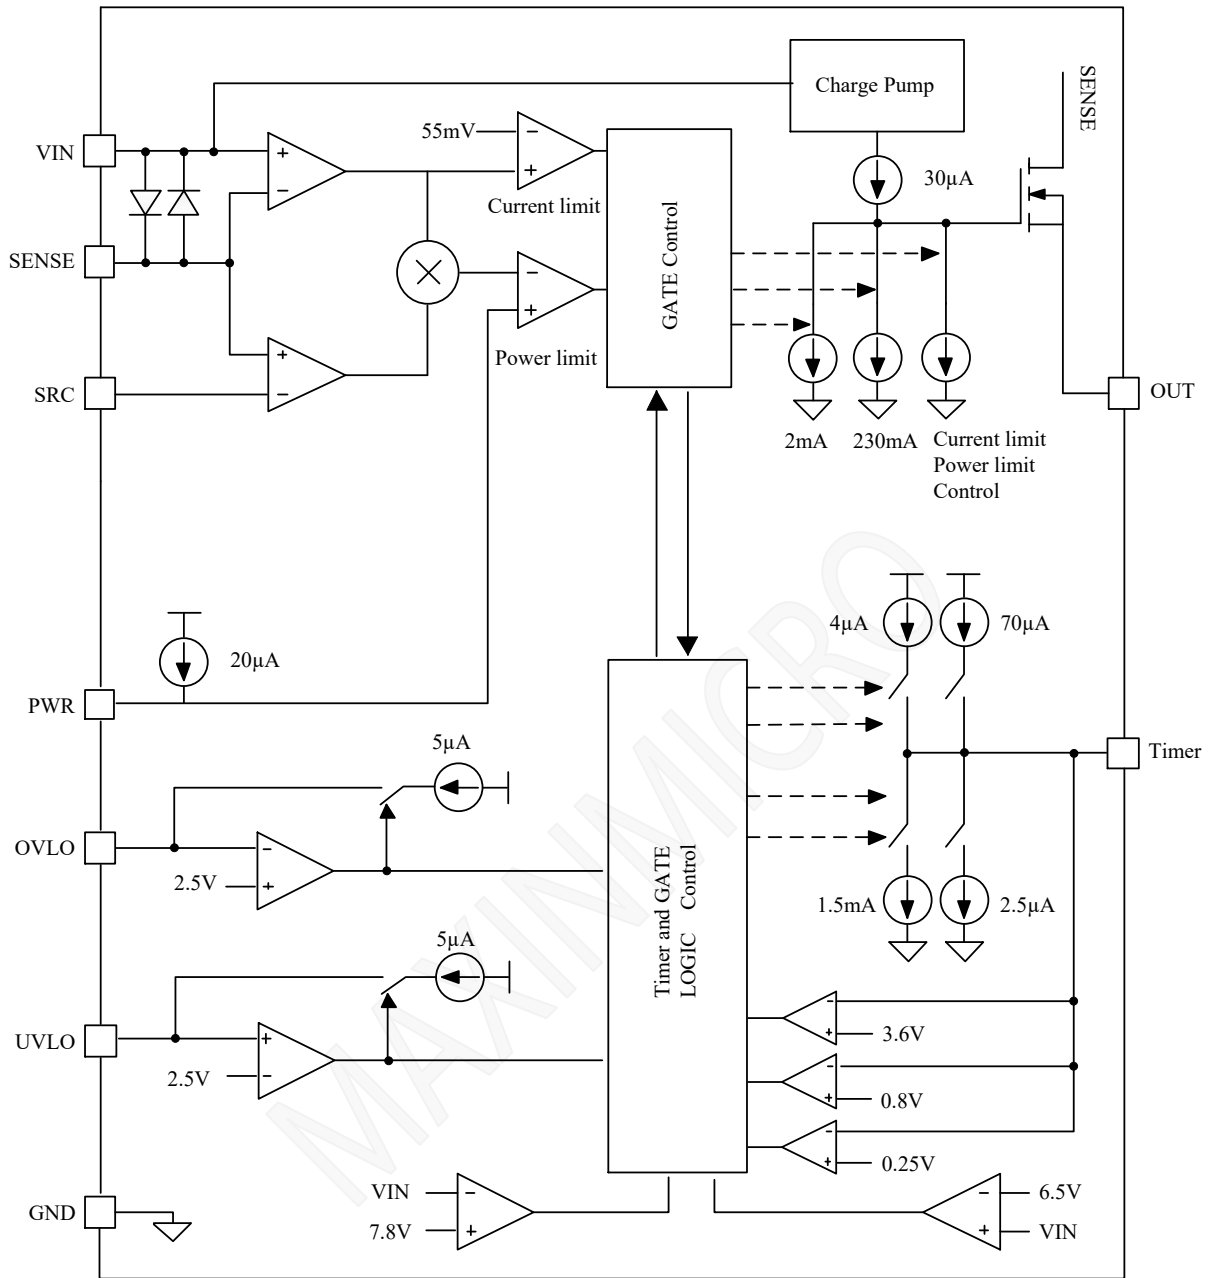 Charge Pump
SENSE
VIN
+
−
55mV
−
+
Current limit
30µA
GATE Control
SENSE
−
+
Power limit
SRC
+
−
OUT
2mA
230mA
Current limit
Power limit
Control
4µA
70µA
20µA
PWR
Timer
5µA
OVLO
−
2.5V
+
1.5mA
2.5µA
Timer and GATE
LOGIC Control
5µA
UVLO
+
−
2.5V
−
+
3.6V
−
+
0.8V
−
+
0.25V
VIN
−
7.8V
+
−
6.5V
+
VIN
GND
MAXINMICRO